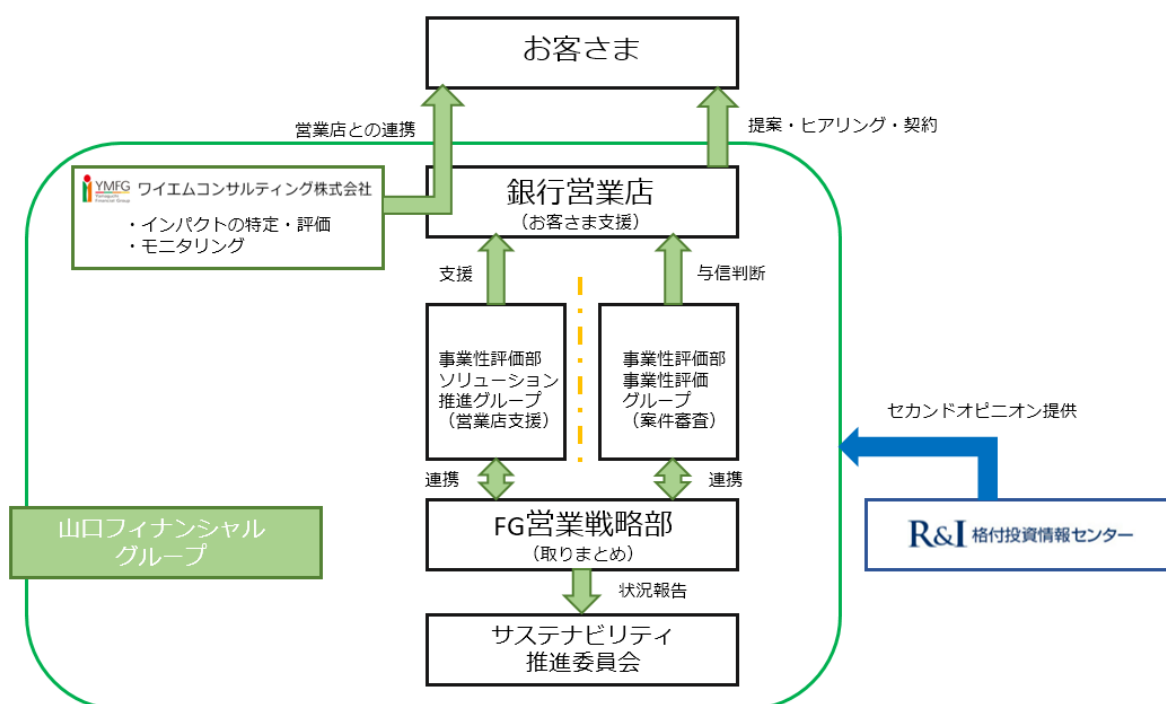 お客さま
営業店との連携
提案・ヒアリング・契約
YMFG
Yamaguchi
Financial Group
ワイエムコンサルティング株式会社
・インパクトの特定・評価
・モニタリング
銀行営業店
（お客さま支援）
支援
与信判断
事業性評価部
ソリューション
推進グループ
（営業店支援）
事業性評価部
事業性評価
グループ
（案件審査）
セカンドオピニオン提供
連携
連携
山口フィナンシャル
グループ
FG営業戦略部
（取りまとめ）
R&I 格付投資情報センター
状況報告
サステナビリティ
推進委員会